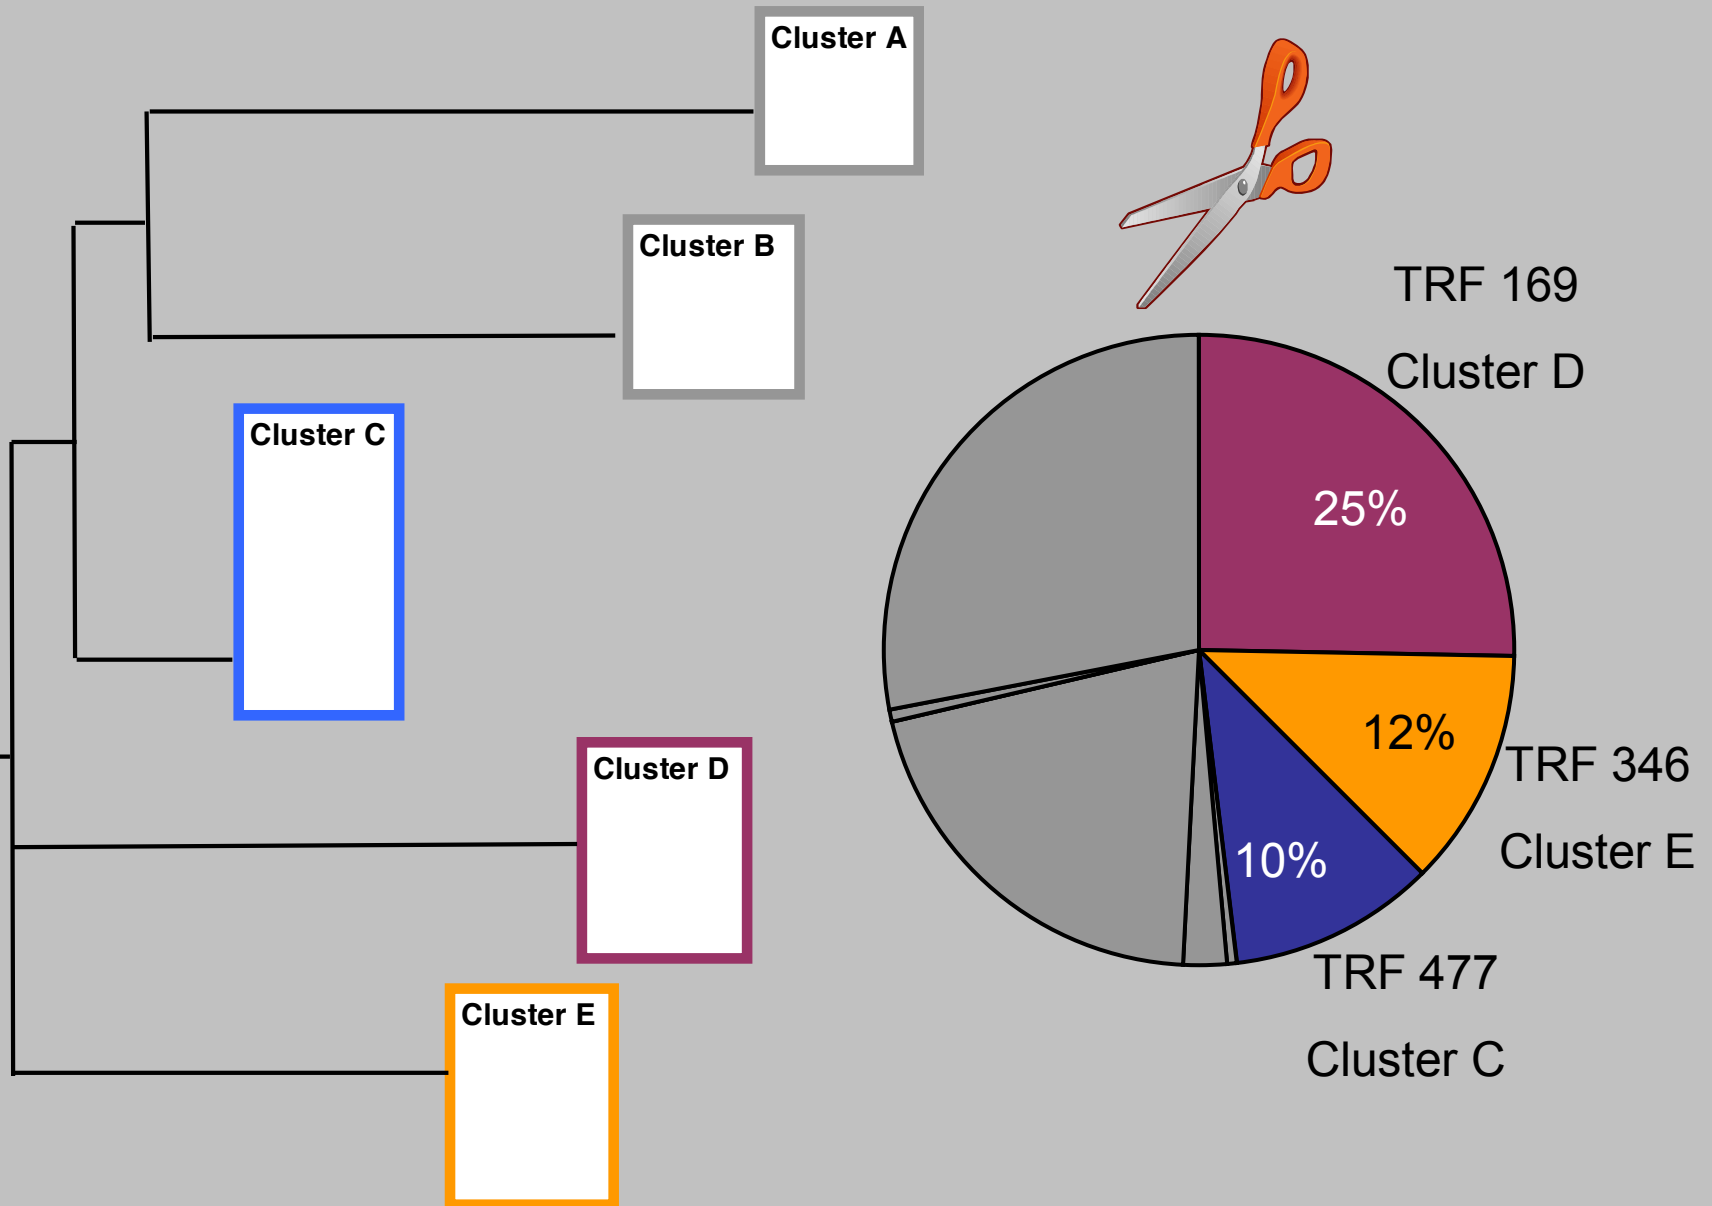 Cluster A
Cluster B
Cluster C
Cluster D
Cluster E
TRF 169
Cluster D
25%
12%
TRF 346
Cluster E
10%
TRF 477
Cluster C